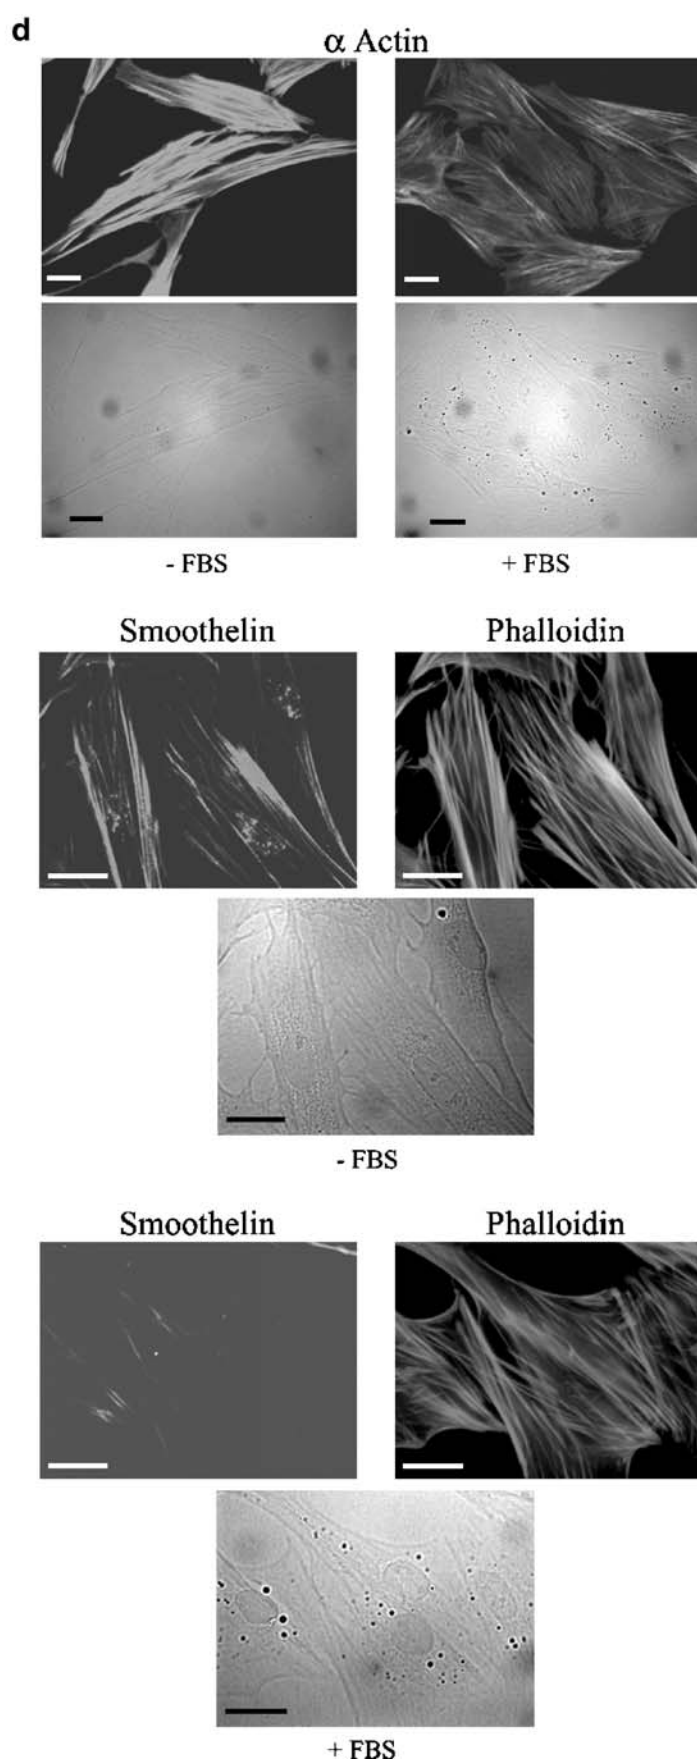 d
α Actin
- FBS
+ FBS
Smoothelin
Phalloidin
- FBS
Smoothelin
Phalloidin
+ FBS